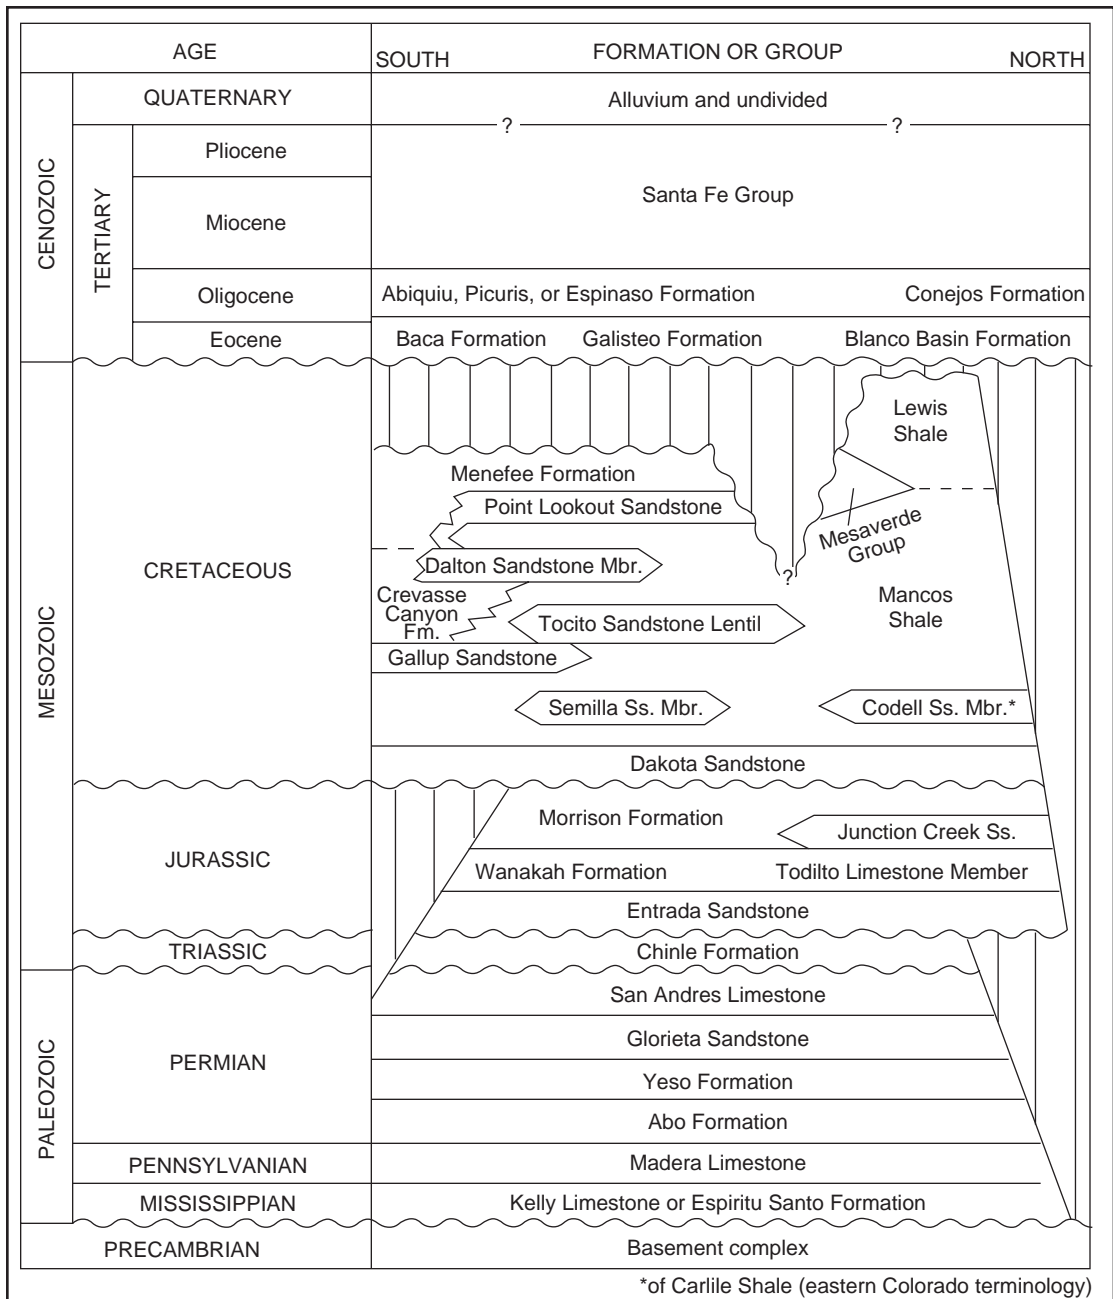 AGE
SOUTH
FORMATION OR GROUP
NORTH
CENOZOIC
QUATERNARY
Alluvium and undivided
?
?
TERTIARY
Pliocene
Miocene
Santa Fe Group
Oligocene
Abiquiu, Picuris, or Espinaso Formation
Conejos Formation
Eocene
Baca Formation
Galisteo Formation
Blanco Basin Formation
MESOZOIC
CRETACEOUS
Lewis
Shale
Menefee Formation
Point Lookout Sandstone
Mesaverde
Group
Dalton Sandstone Mbr.
?
Crevasse
Canyon
Fm.
Mancos
Shale
Tocito Sandstone Lentil
Gallup Sandstone
Semilla Ss. Mbr.
Codell Ss. Mbr.*
Dakota Sandstone
JURASSIC
Morrison Formation
Junction Creek Ss.
Wanakah Formation
Todilto Limestone Member
Entrada Sandstone
TRIASSIC
Chinle Formation
PALEOZOIC
PERMIAN
San Andres Limestone
Glorieta Sandstone
Yeso Formation
Abo Formation
PENNSYLVANIAN
Madera Limestone
MISSISSIPPIAN
Kelly Limestone or Espiritu Santo Formation
PRECAMBRIAN
Basement complex
*of Carlile Shale (eastern Colorado terminology)